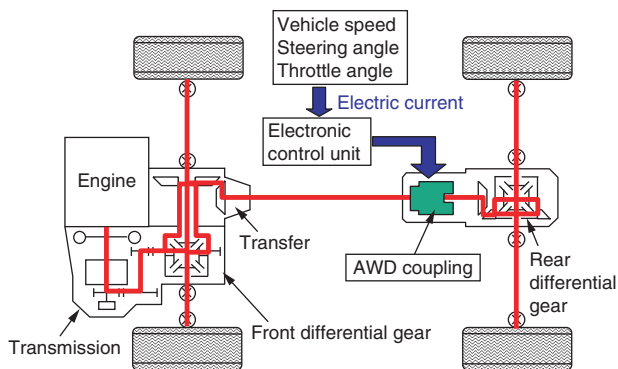 Vehicle speed
Steering angle
Throttle angle
Electric current
Electronic
control unit
Engine
Transfer
AWD coupling
Rear
differential
gear
Front differential gear
Transmission